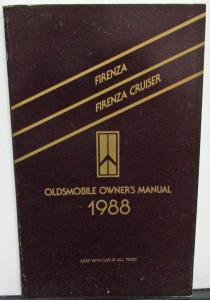 FIRENZA
FIRENZA CRUISER
OLDSMOBILE OWNER'S MANUAL
1988
KEEP WITH CAR AT ALL TIMES